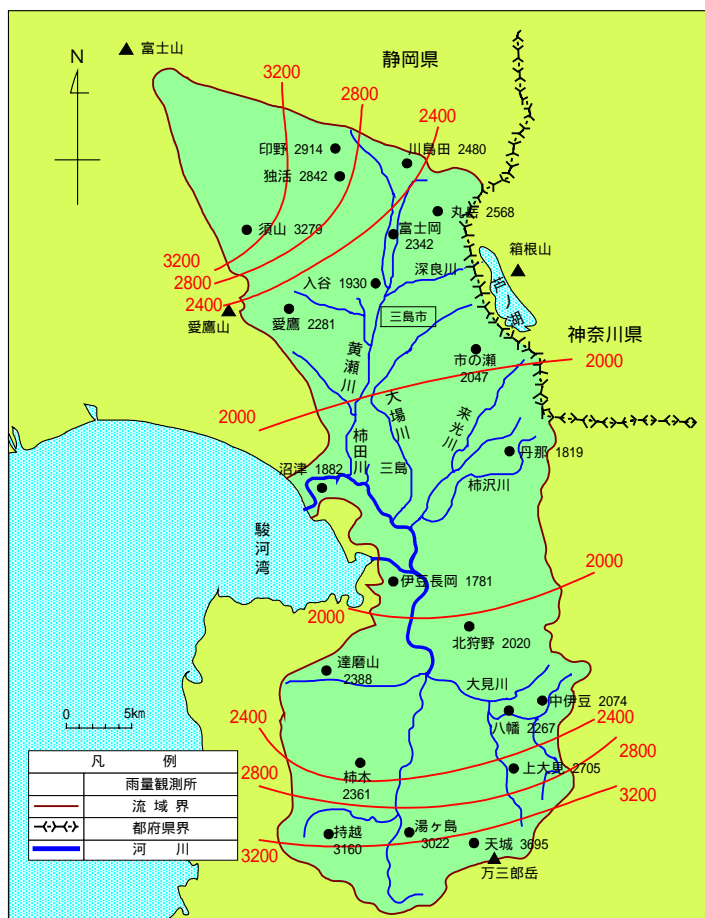 富士山
静岡県
N
3200
2800
2400
印野 2914
川島田 2480
独活 2842
丸岳 2568
須山 3279
富士岡
2342
箱根山
3200
深良川
2800
入谷 1930
芦ノ湖
2400
三島市
愛鷹山
愛鷹 2281
神奈川県
黄瀬川
市の瀬
2047
2000
大場川
来光川
2000
柿田川
丹那 1819
三島
沼津 1882
柿沢川
駿河湾
2000
伊豆長岡 1781
2000
北狩野 2020
達磨山
2388
大見川
中伊豆 2074
0 5km
八幡 2267
2400
2400
2800
柿木
2361
上大見 2705
2800
3200
凡 例
雨量観測所
流域界
都府県界
河川
持越
3160
湯ヶ島
3022
天城 3695
3200
万三郎岳